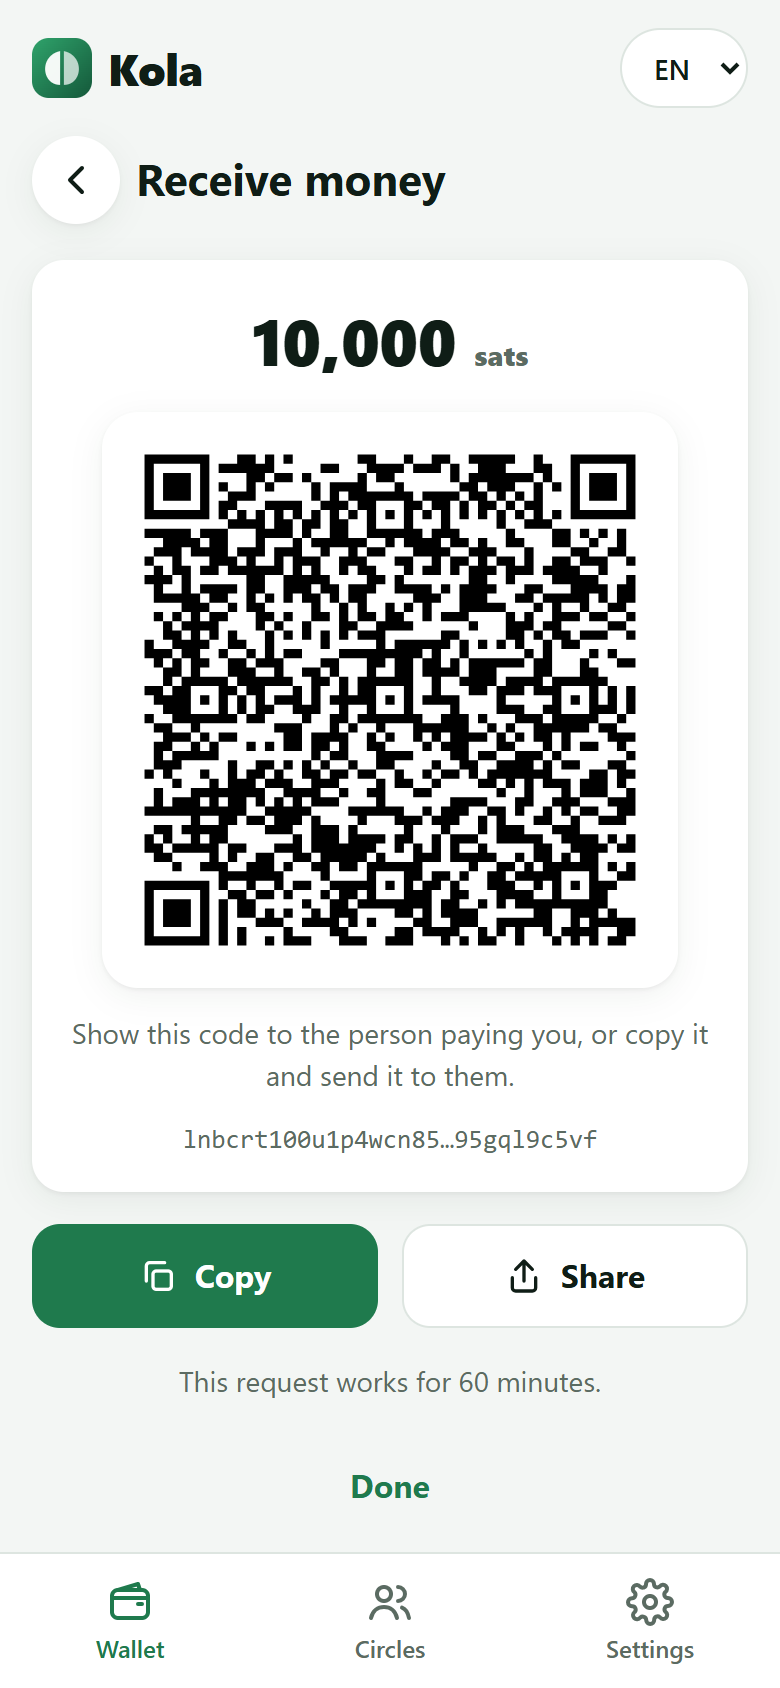 Kola
EN
Receive money
10,000 sats
Show this code to the person paying you, or copy it
and send it to them.
lnbcrt100u1p4wcn85…95gql9c5vf
Copy
Share
This request works for 60 minutes.
Done
Wallet
Circles
Settings